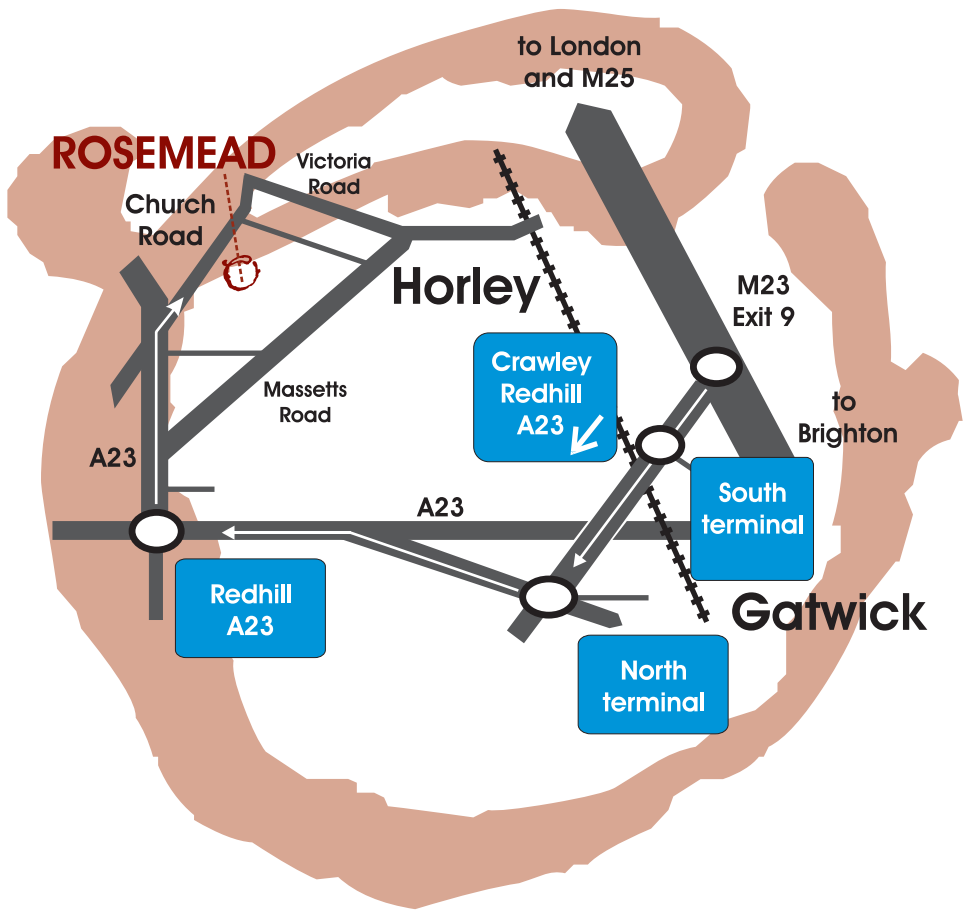 to London
and M25
ROSEMEAD
Victoria
Road
Church
Road
Horley
M23
Exit 9
Crawley
Redhill
A23
Massetts
Road
to
Brighton
A23
A23
South
terminal
Redhill
A23
Gatwick
North
terminal